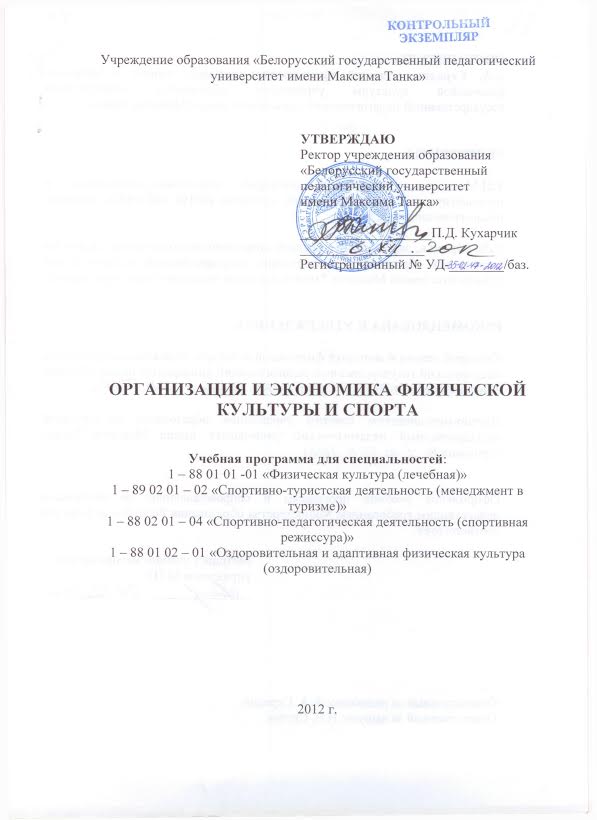 КОНТРОЛЬНЫЙ
ЭКЗЕМПЛЯР
Учреждение образования «Белорусский государственный педагогический
университет имени Максима Танка»
УТВЕРЖДАЮ
Ректор учреждения образования
«Белорусский государственный
педагогический университет
имени Максима Танка»
П.Д. Кухарчик
6. XII. 2012
Регистрационный № УД- /баз.
ОРГАНИЗАЦИЯ И ЭКОНОМИКА ФИЗИЧЕСКОЙ
КУЛЬТУРЫ И СПОРТА
Учебная программа для специальностей:
1 – 88 01 01 -01 «Физическая культура (лечебная)»
1 – 89 02 01 – 02 «Спортивно-туристская деятельность (менеджмент в
туризме)»
1 – 88 02 01 – 04 «Спортивно-педагогическая деятельность (спортивная
режиссура)»
1 – 88 01 02 – 01 «Оздоровительная и адаптивная физическая культура
(оздоровительная)
2012 г.